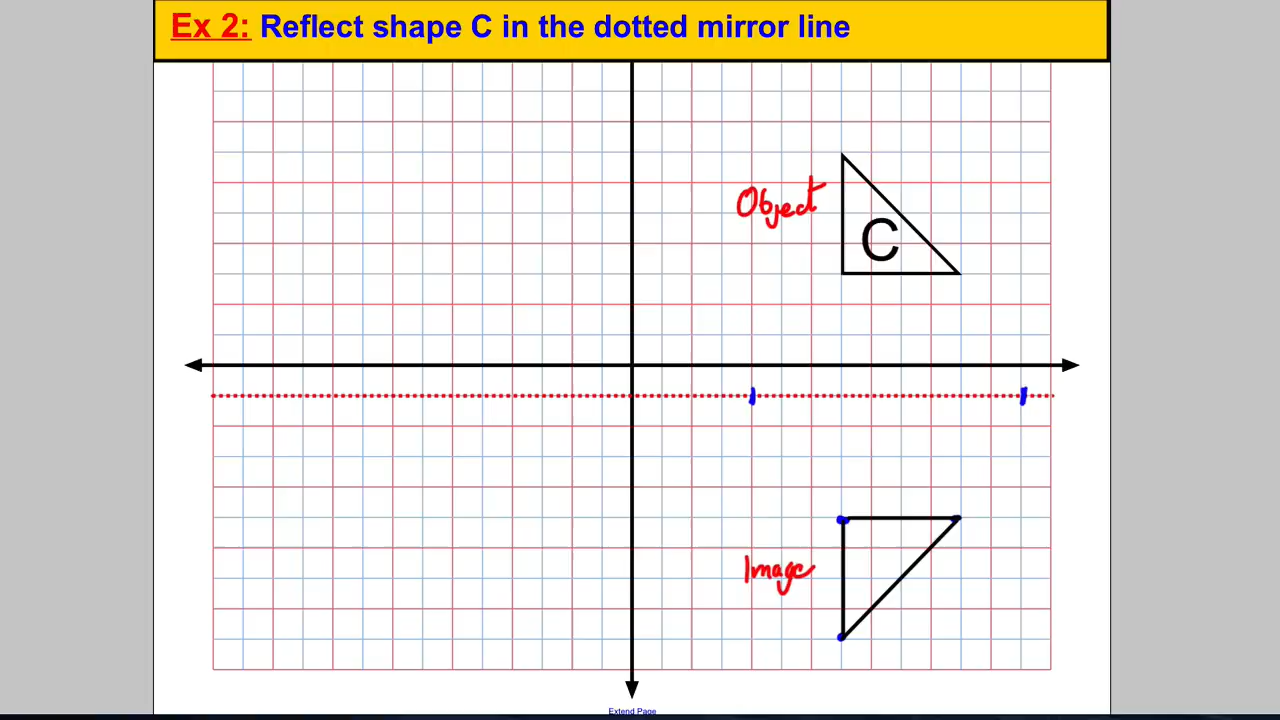 Ex 2: Reflect shape C in the dotted mirror line
Object
C
Image
Extend Page